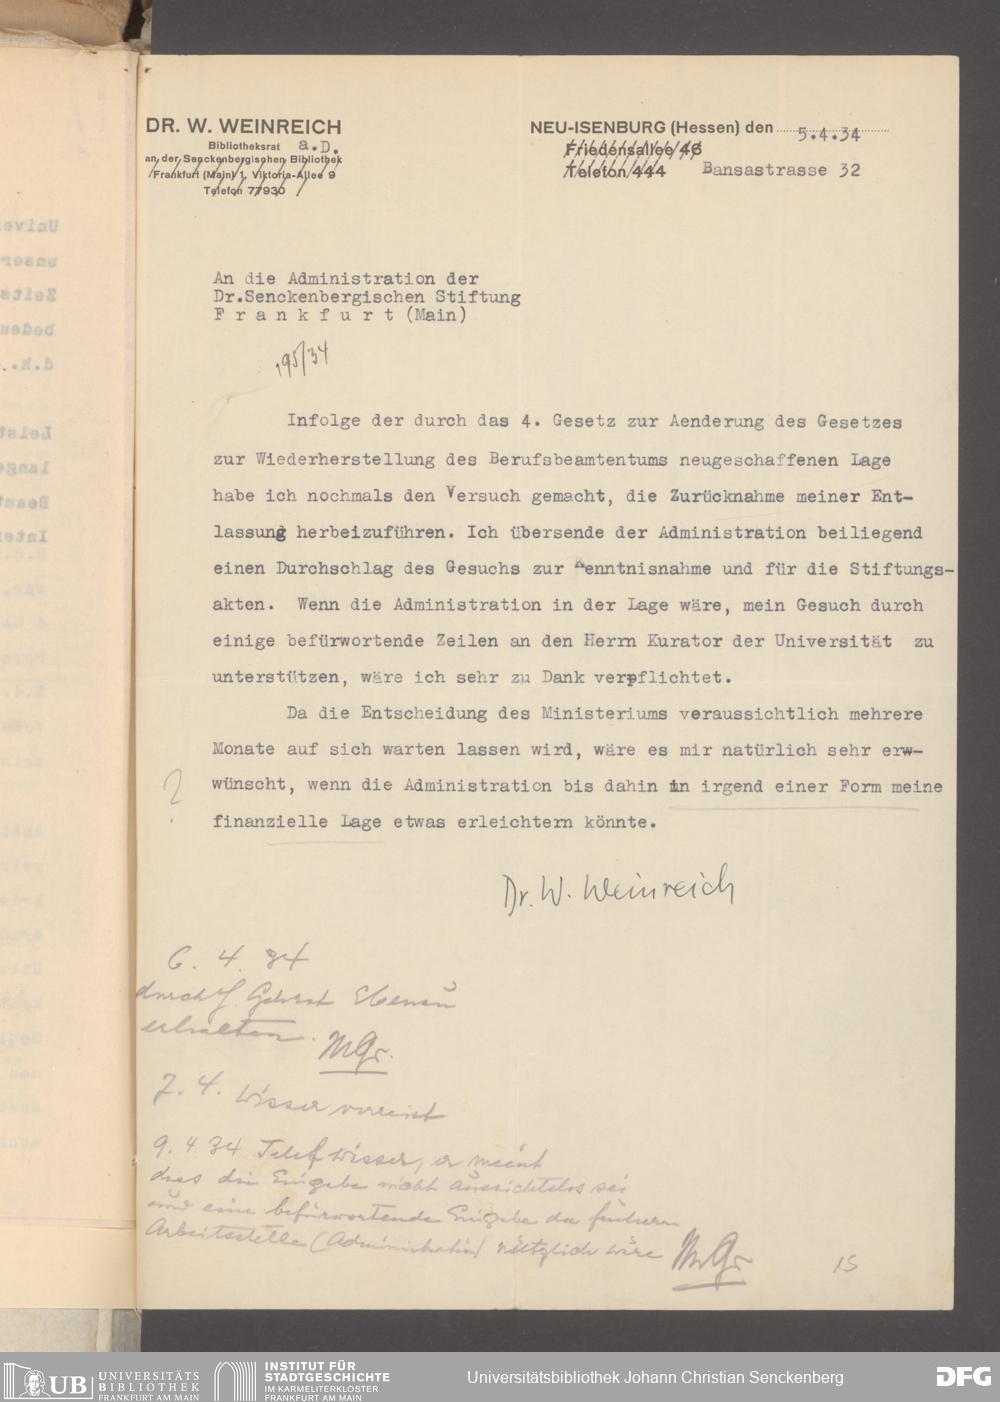 DR. W. WEINREICH
Bibliotheksrat a.D.
an der Senckenbergischen Bibliothek
Frankfurt (Main) 1, Viktoria-Allee 9
Telefon 77930
NEU-ISENBURG (Hessen) den 5.4.34
Friedensallee 46
Telefon 444 Bansastrasse 32
An die Administration der
Dr.Senckenbergischen Stiftung
F r a n k f u r t (Main)
195/34
Infolge der durch das 4. Gesetz zur Aenderung des Gesetzes
zur Wiederherstellung des Berufsbeamtentums neugeschaffenen Lage
habe ich nochmals den Versuch gemacht, die Zurücknahme meiner Ent-
lassung herbeizuführen. Ich übersende der Administration beiliegend
einen Durchschlag des Gesuchs zur Kenntnisnahme und für die Stiftungs-
akten. Wenn die Administration in der Lage wäre, mein Gesuch durch
einige befürwortende Zeilen an den Herrn Kurator der Universität zu
unterstützen, wäre ich sehr zu Dank verpflichtet.
Da die Entscheidung des Ministeriums veraussichtlich mehrere
Monate auf sich warten lassen wird, wäre es mir natürlich sehr erw-
wünscht, wenn die Administration bis dahin in irgend einer Form meine
?
finanzielle Lage etwas erleichtern könnte.
Dr. W. Weinreich
6. 4. 34
durch
erhalten.
7. 4. Wisser verreist
9. 4. 34 Telef Wisser, er meint
dass die Eingabe nicht aussichtslos sei
und eine befürwortende Eingabe der früheren
Arbeitsstelle (Administration) nützlich wäre
15
UB UNIVERSITÄTS
BIBLIOTHEK
FRANKFURT AM MAIN
INSTITUT FÜR
STADTGESCHICHTE
IM KARMELITERKLOSTER
FRANKFURT AM MAIN
Universitätsbibliothek Johann Christian Senckenberg
DFG